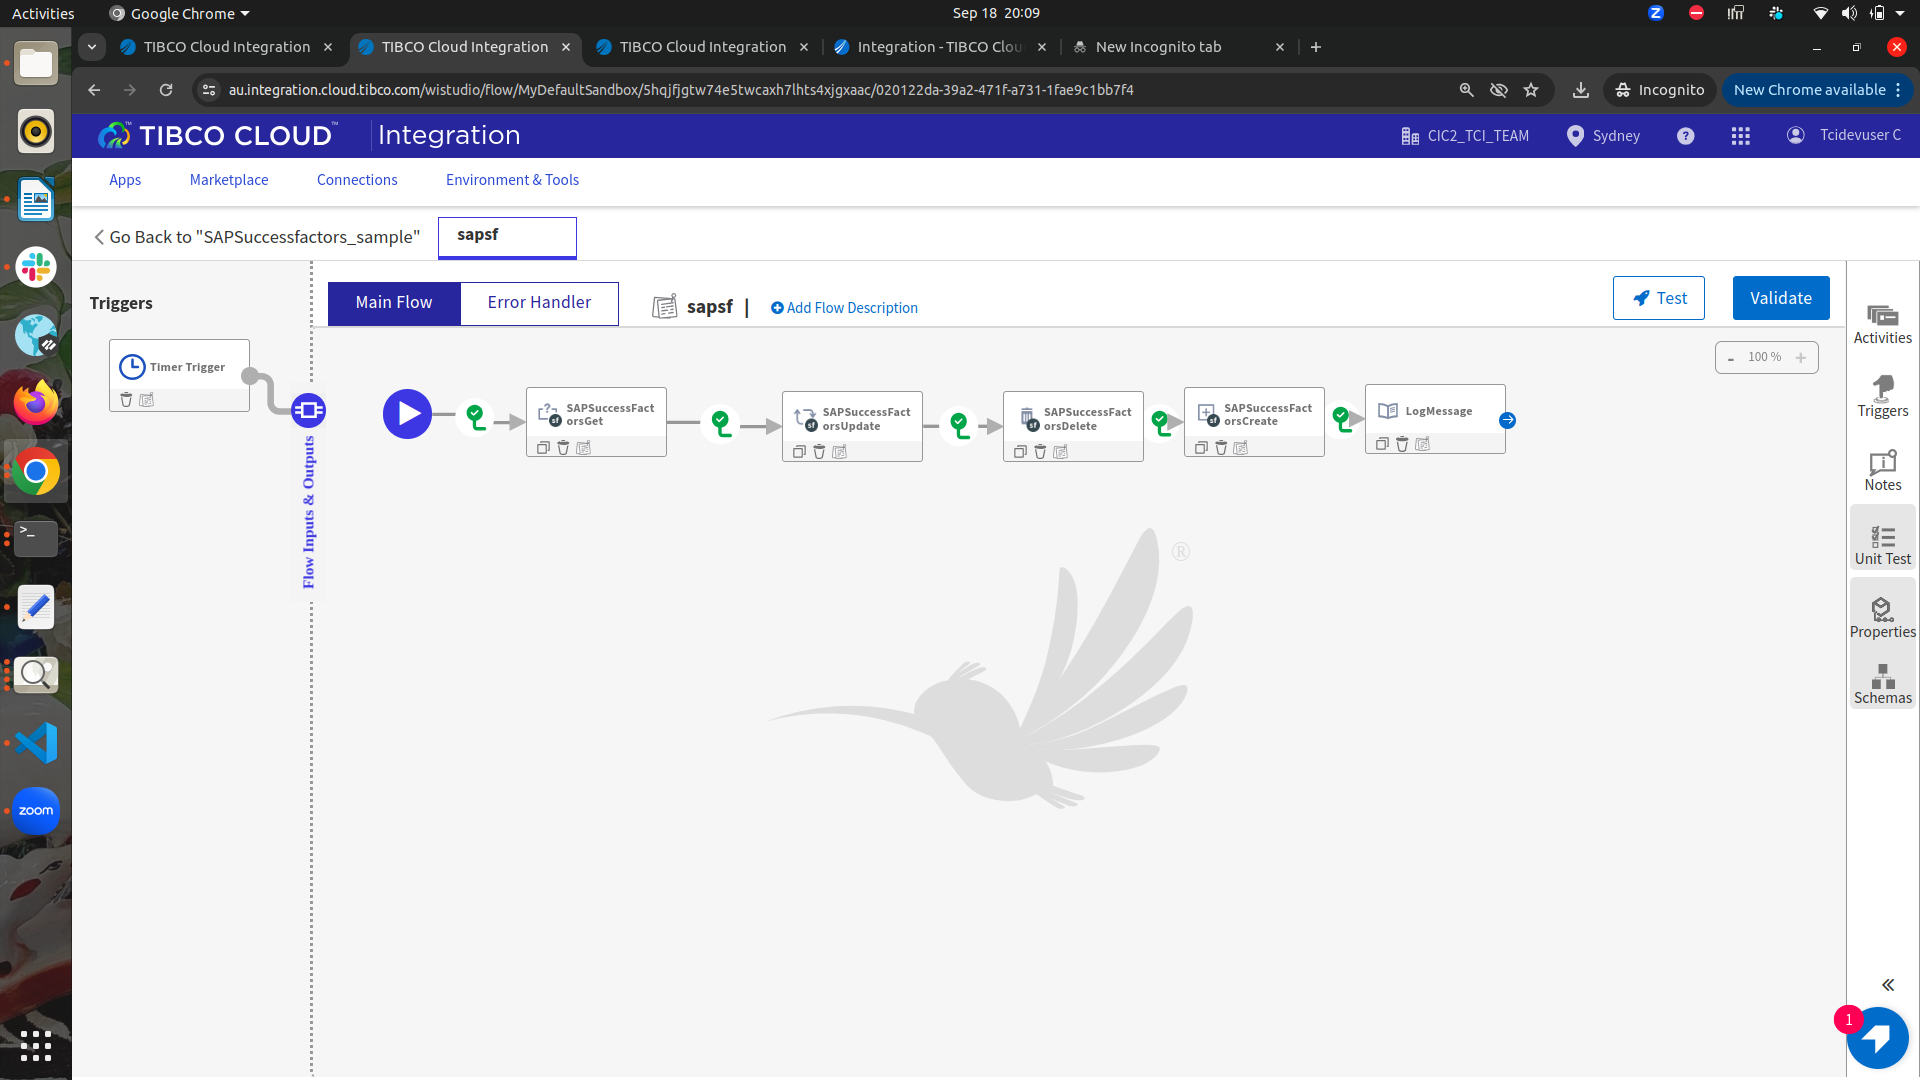 Activities
Google Chrome
Sep 18 20:09
TIBCO Cloud Integration
TIBCO Cloud Integration
TIBCO Cloud Integration
Integration - TIBCO Clou
New Incognito tab
au.integration.cloud.tibco.com/wistudio/flow/MyDefaultSandbox/5hqjfjgtw74e5twcaxh7lhts4xjgxaac/020122da-39a2-471f-a731-1fae9c1bb7f4
Incognito
New Chrome available
TIBCO CLOUD™ Integration
CIC2_TCI_TEAM
Sydney
?
Tcidevuser C
Apps
Marketplace
Connections
Environment & Tools
Go Back to "SAPSuccessfactors_sample"
sapsf
Triggers
Main Flow
Error Handler
sapsf |
Add Flow Description
Test
Validate
- 100 % +
Timer Trigger
Flow Inputs & Outputs
SAPSuccessFact
orsGet
SAPSuccessFact
orsUpdate
SAPSuccessFact
orsDelete
SAPSuccessFact
orsCreate
LogMessage
sf
sf
sf
sf
®
Activities
Triggers
Notes
Unit Test
Properties
Schemas
1
zoom
Z
>_